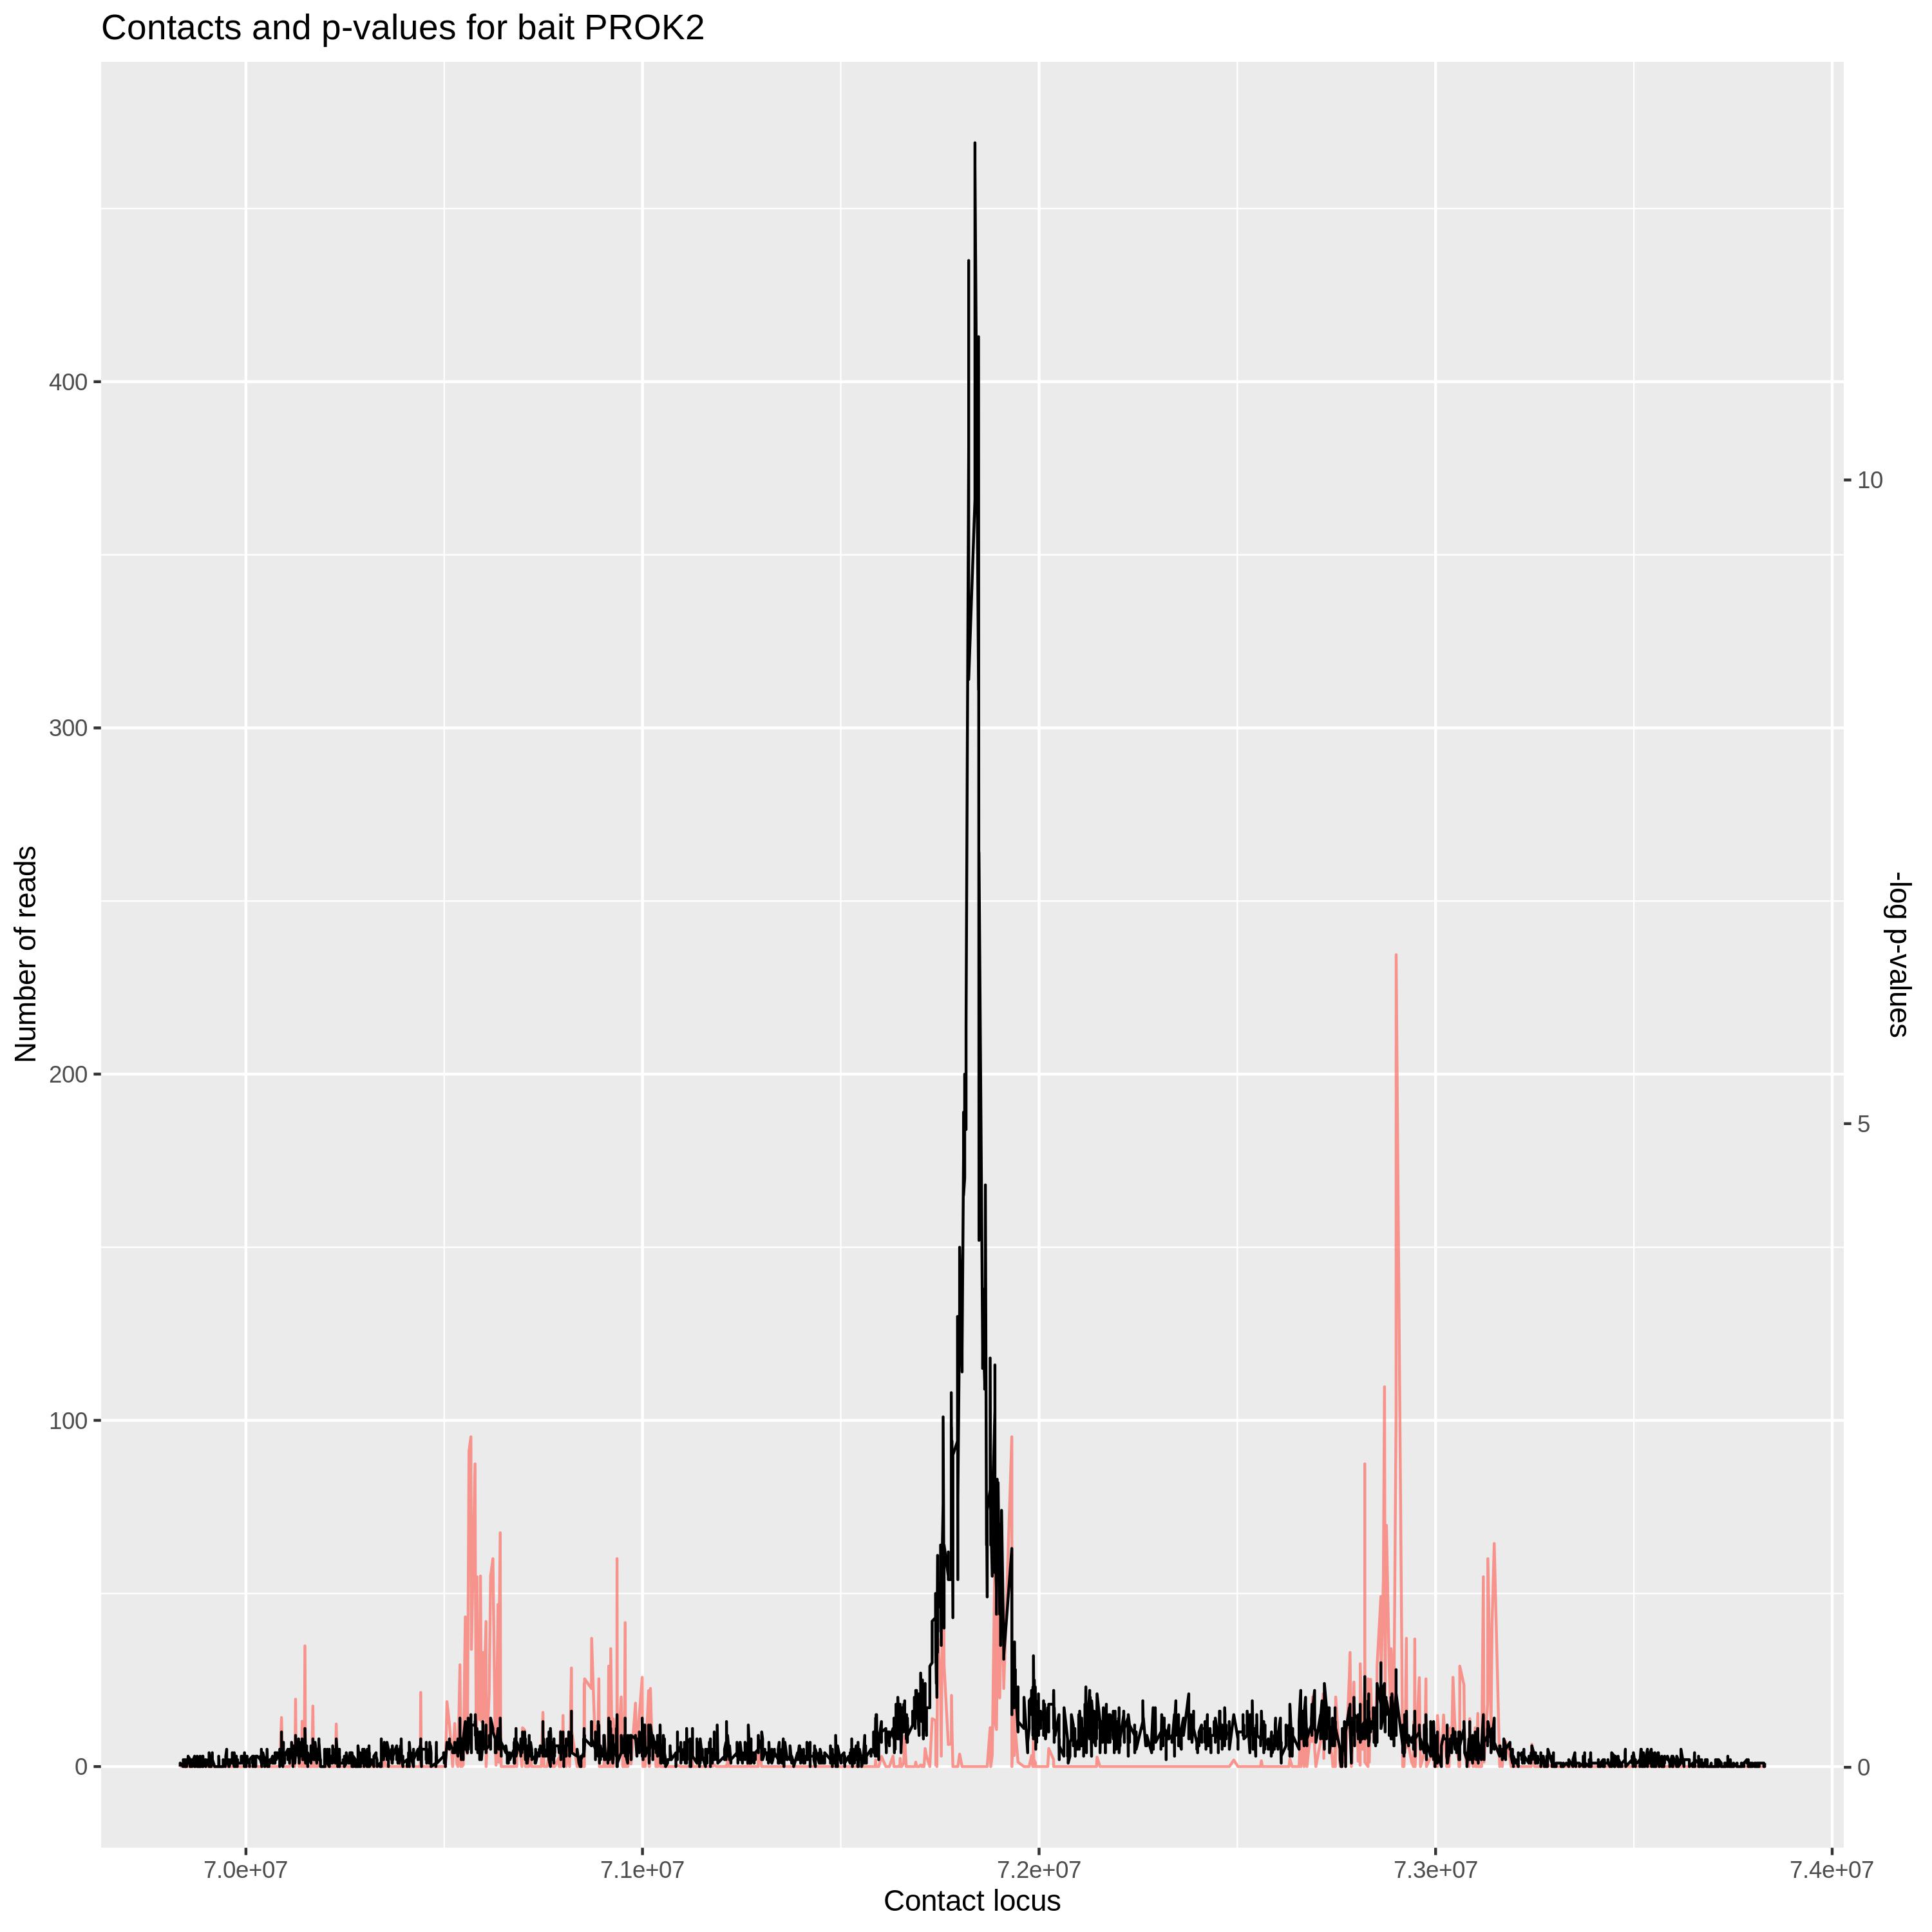 Contacts and p-values for bait PROK2
Number of reads
400
300
200
100
0
10
5
0
-log p-values
7.0e+07
7.1e+07
7.2e+07
7.3e+07
7.4e+07
Contact locus